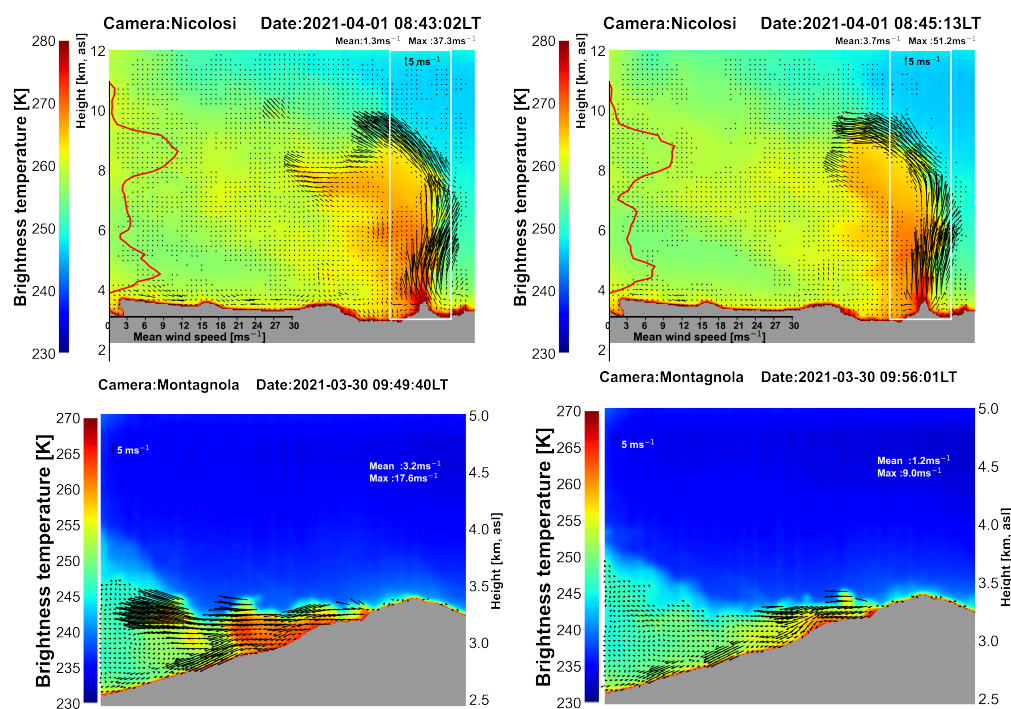 Camera:Nicolosi Date:2021-04-01 08:43:02LT
Mean:1.3ms⁻¹ Max :37.3ms⁻¹
Brightness temperature [K]
280
270
260
250
240
230
Height [km, asl]
12
10
8
6
4
2
5 ms⁻¹
0 3 6 9 12 15 18 21 24 27 30
Mean wind speed [ms⁻¹]
Camera:Nicolosi Date:2021-04-01 08:45:13LT
Mean:3.7ms⁻¹ Max :51.2ms⁻¹
Brightness temperature [K]
280
270
260
250
240
230
Height [km, asl]
12
10
8
6
4
2
5 ms⁻¹
0 3 6 9 12 15 18 21 24 27 30
Mean wind speed [ms⁻¹]
Camera:Montagnola Date:2021-03-30 09:49:40LT
Brightness temperature [K]
270
265
260
255
250
245
240
235
230
5 ms⁻¹
Mean :3.2ms⁻¹
Max :17.6ms⁻¹
5.0
4.5
4.0
3.5
3.0
2.5
Height [km, asl]
Camera:Montagnola Date:2021-03-30 09:56:01LT
Brightness temperature [K]
270
265
260
255
250
245
240
235
230
5 ms⁻¹
Mean :1.2ms⁻¹
Max :9.0ms⁻¹
5.0
4.5
4.0
3.5
3.0
2.5
Height [km, asl]